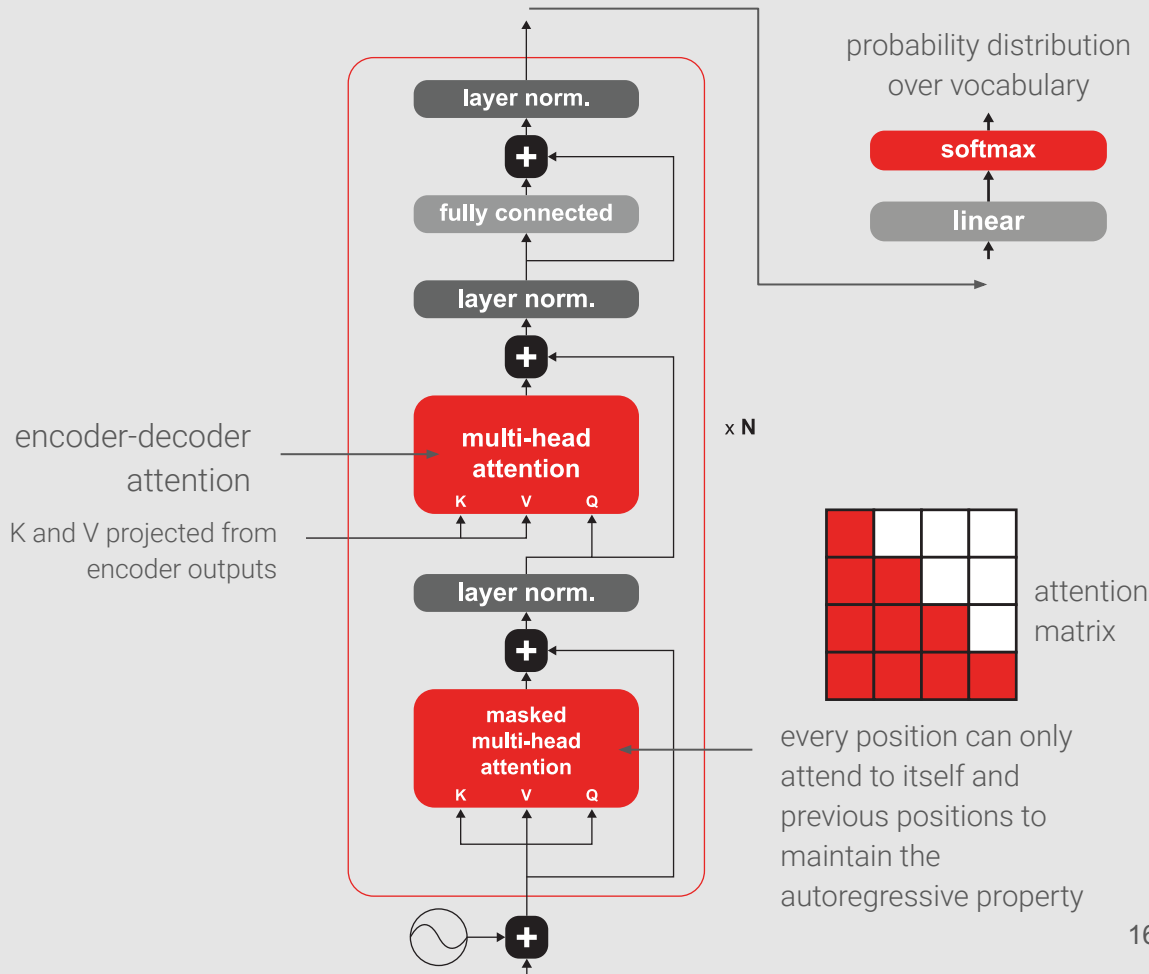 probability distribution
over vocabulary
softmax
linear
layer norm.
+
fully connected
layer norm.
+
multi-head
attention
K V Q
x N
encoder-decoder
attention
K and V projected from
encoder outputs
layer norm.
+
masked
multi-head
attention
K V Q
attention
matrix
every position can only
attend to itself and
previous positions to
maintain the
autoregressive property
+
16